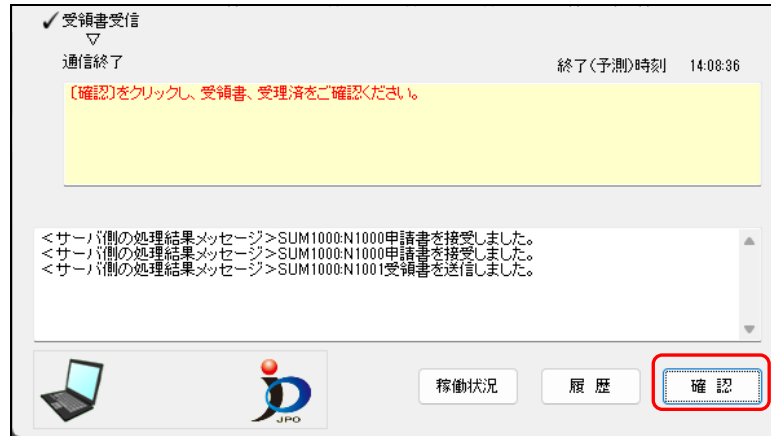 ✓受領書受信
▽
通信終了
終了(予測)時刻 14:08:36
〔確認〕をクリックし、受領書、受理済をご確認ください。
<サーバ側の処理結果メッセージ>SUM1000:N1000申請書を接受しました。
<サーバ側の処理結果メッセージ>SUM1000:N1000申請書を接受しました。
<サーバ側の処理結果メッセージ>SUM1000:N1001受領書を送信しました。
JPO
稼働状況
履 歴
確 認